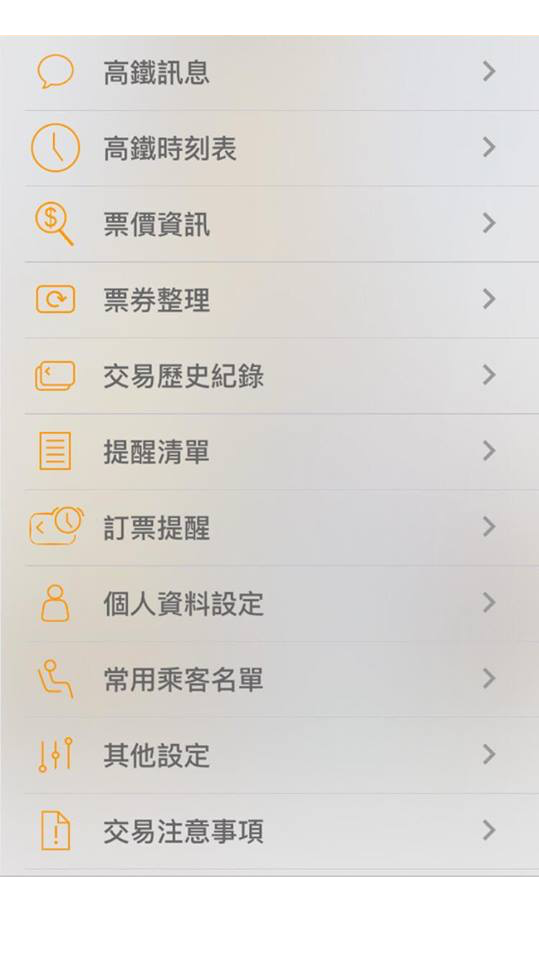 高鐵訊息
高鐵時刻表
票價資訊
票券整理
交易歷史紀錄
提醒清單
訂票提醒
個人資料設定
常用乘客名單
其他設定
交易注意事項